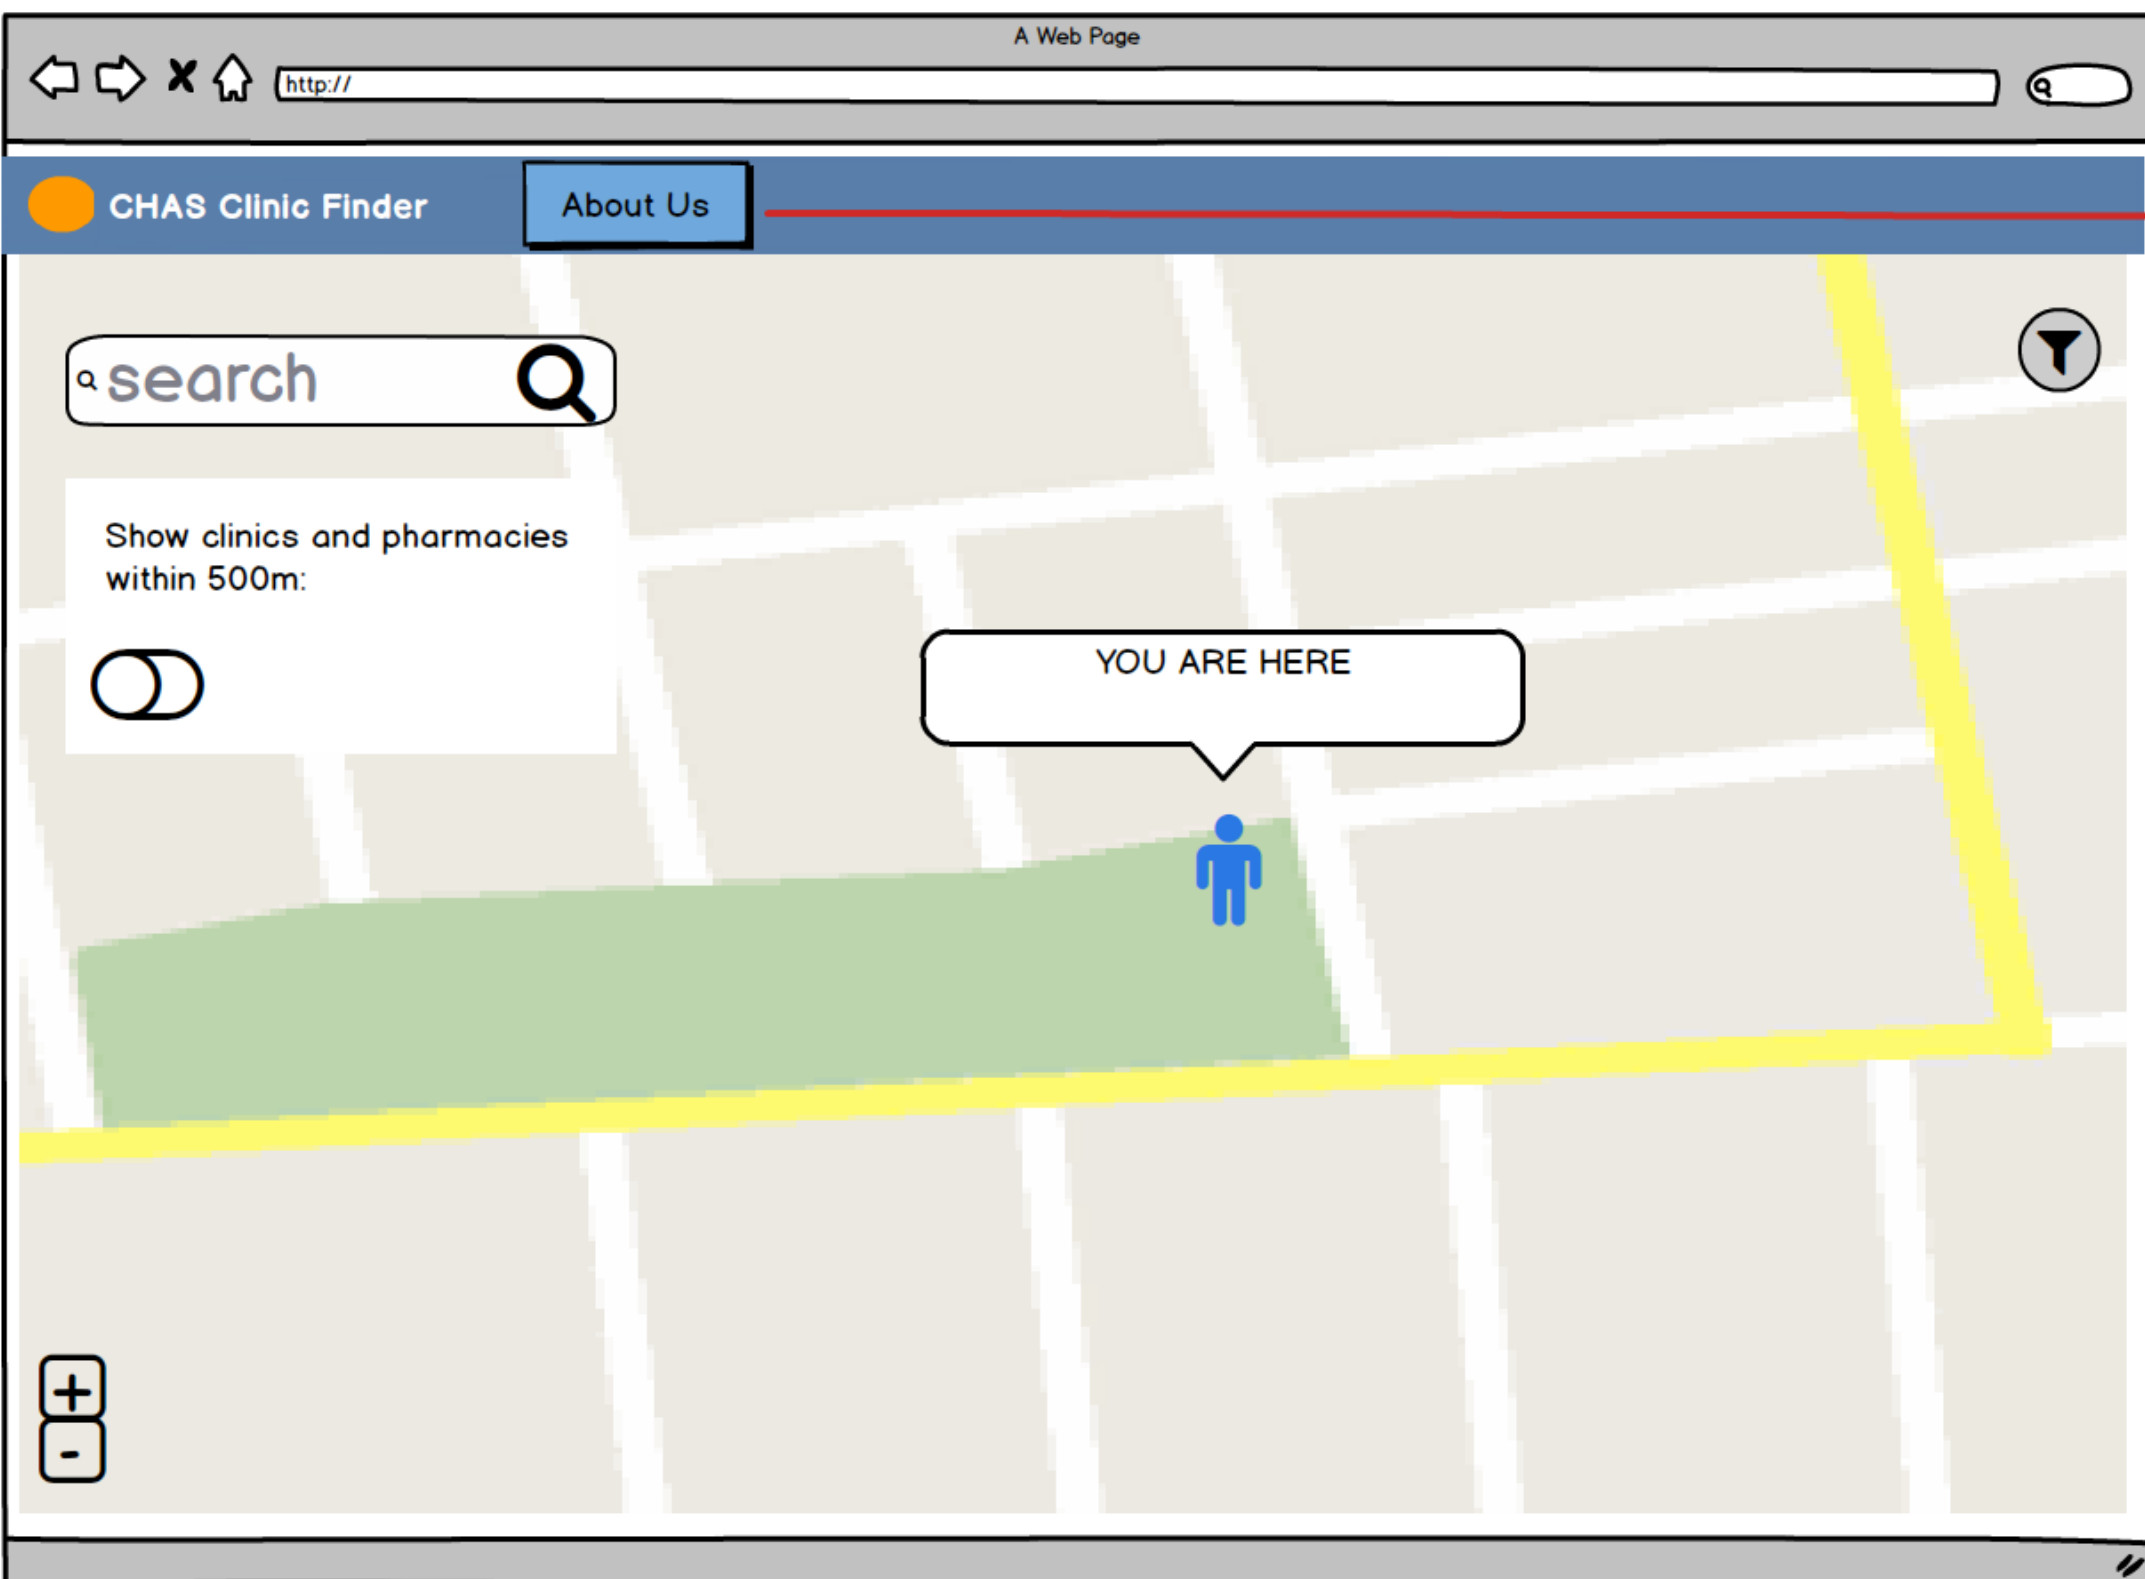 A Web Page
http://
CHAS Clinic Finder
About Us
search
Show clinics and pharmacies
within 500m:
YOU ARE HERE
+
-